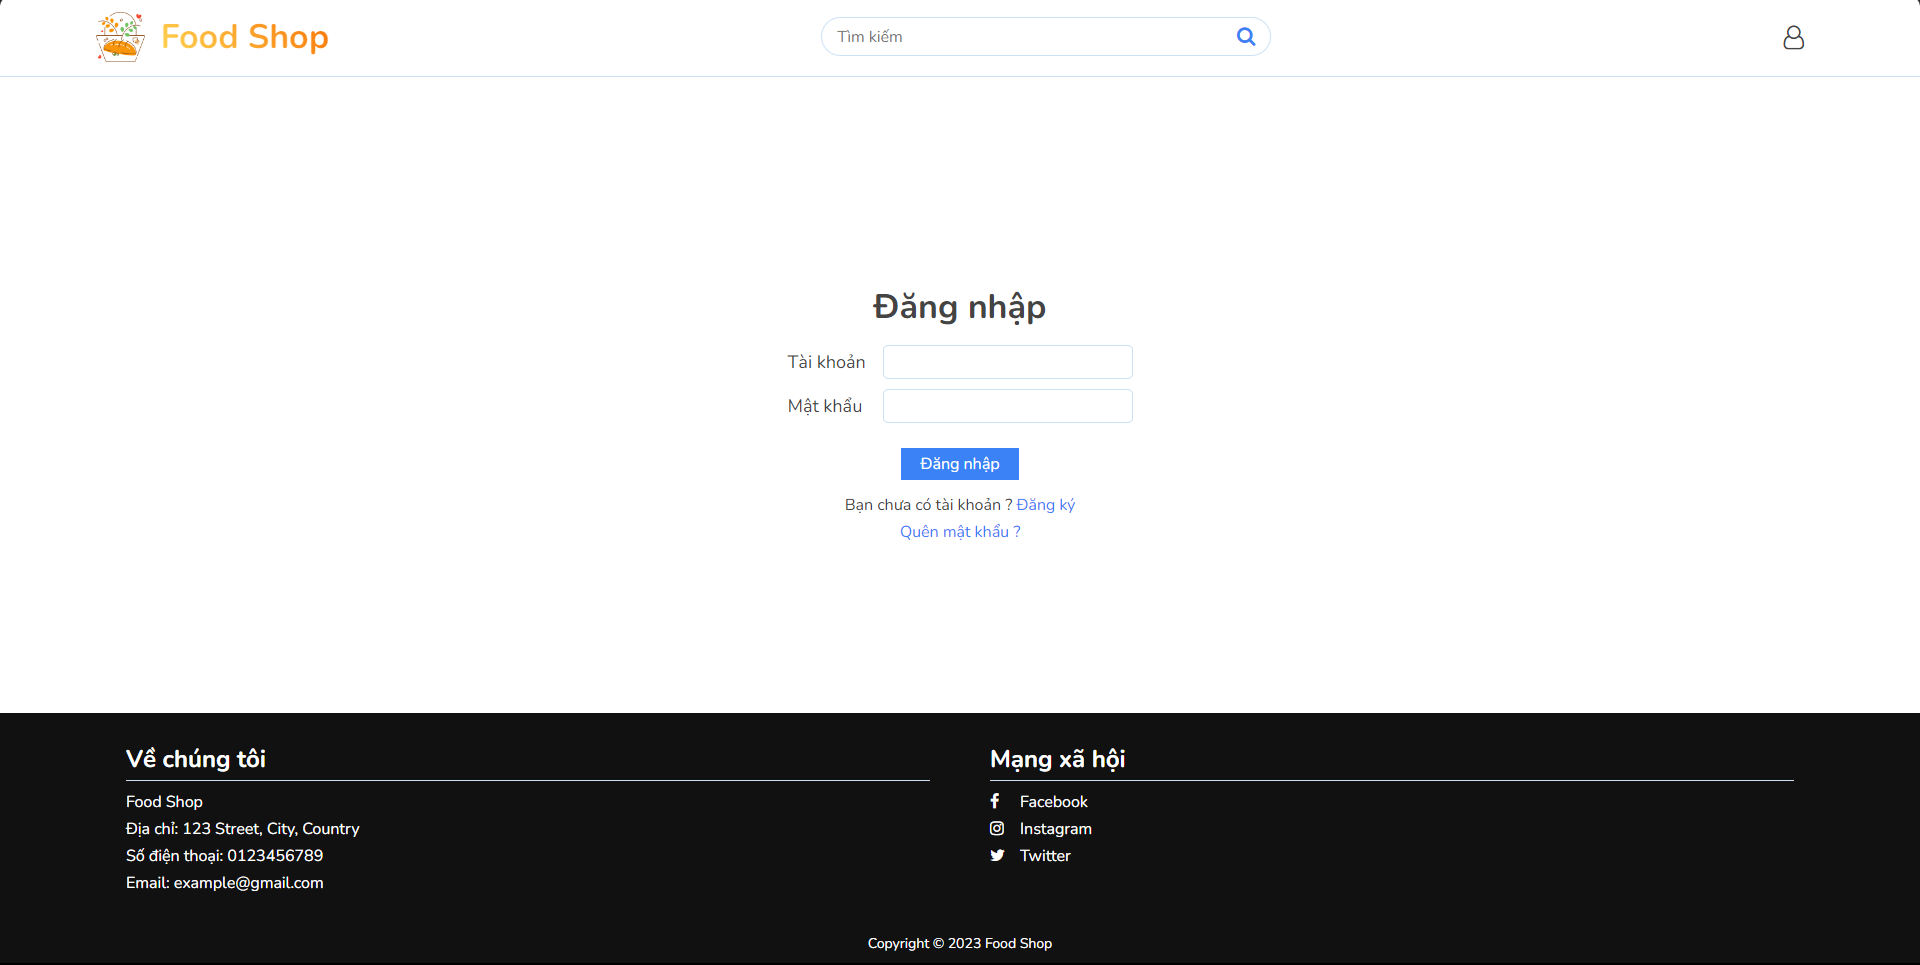 Food Shop
Tìm kiếm
Đăng nhập
Tài khoản
Mật khẩu
Đăng nhập
Bạn chưa có tài khoản ? Đăng ký
Quên mật khẩu ?
Về chúng tôi
Food Shop
Địa chỉ: 123 Street, City, Country
Số điện thoại: 0123456789
Email: example@gmail.com
Mạng xã hội
Facebook
Instagram
Twitter
Copyright © 2023 Food Shop